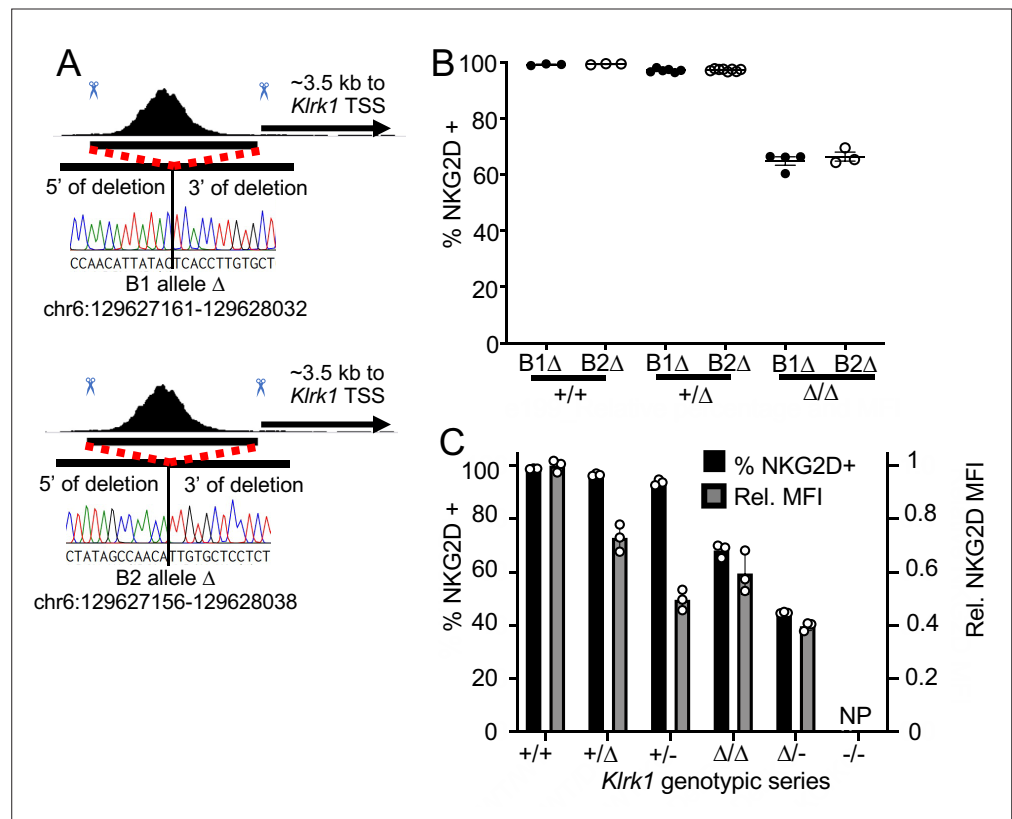 A
~3.5 kb to
Klrk1 TSS
5’ of deletion
3’ of deletion
CCAACATTATACTCACCTTGTGCT
B1 allele Δ
chr6:129627161-129628032
~3.5 kb to
Klrk1 TSS
5’ of deletion
3’ of deletion
CTATAGCCAACATTGTGCTCCTCT
B2 allele Δ
chr6:129627156-129628038
B
% NKG2D +
100
80
60
40
20
0
B1Δ B2Δ B1Δ B2Δ B1Δ B2Δ
+/+ +/Δ Δ/Δ
C
% NKG2D +
100
80
60
40
20
0
% NKG2D+
Rel. MFI
1
0.8
0.6
0.4
0.2
0
Rel. NKG2D MFI
NP
+/+ +/Δ +/- Δ/Δ Δ/- -/-
Klrk1 genotypic series